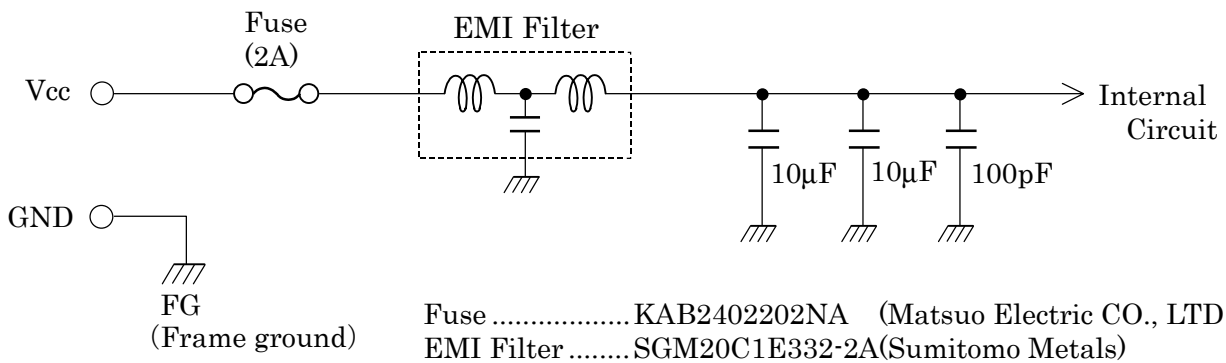 Fuse
(2A)
EMI Filter
Vcc
Internal
Circuit
10μF
10μF
100pF
GND
FG
(Frame ground)
Fuse ..................KAB2402202NA (Matsuo Electric CO., LTD
EMI Filter ........SGM20C1E332-2A(Sumitomo Metals)